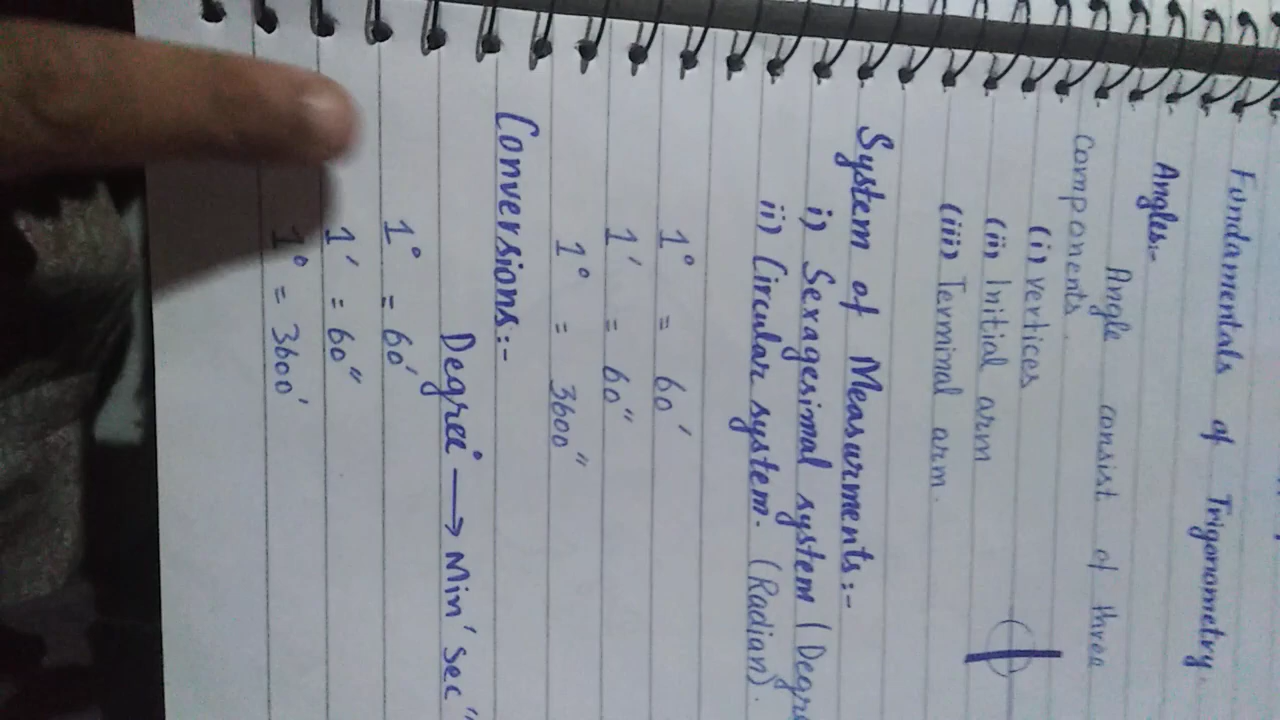 Fundamentals of Trigonometry.
Angles:-
Angle consist of three
Components.
(i) vertices
(ii) Initial arm
(iii) Terminal arm.
System of Measurments:-
i) Sexagesimal system (Degre
ii) Circular system. (Radian).
1° = 60′
1′ = 60″
1° = 3600″
Conversions:-
Degree° → Min′ Sec″
1° = 60′
1′ = 60″
1° = 3600′